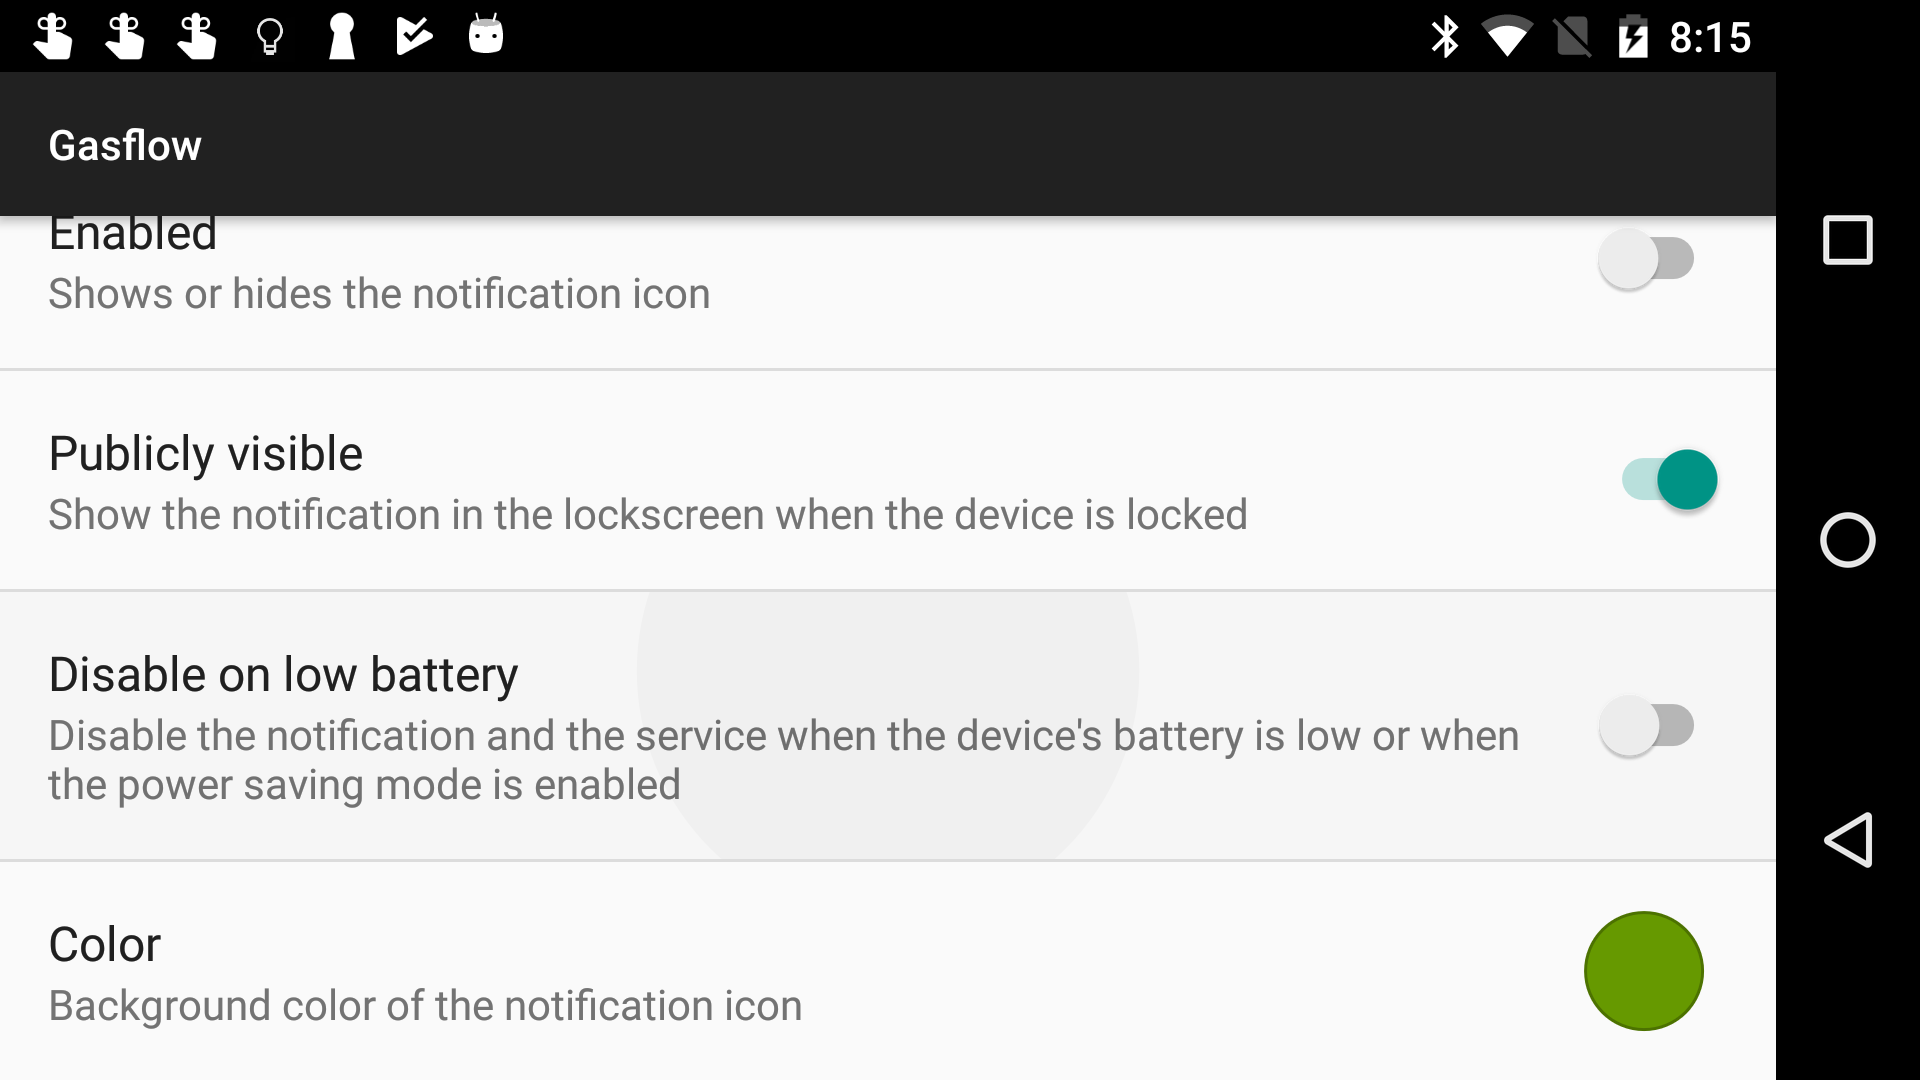 8:15
Gasflow
Enabled
Shows or hides the notification icon
Publicly visible
Show the notification in the lockscreen when the device is locked
Disable on low battery
Disable the notification and the service when the device's battery is low or when
the power saving mode is enabled
Color
Background color of the notification icon